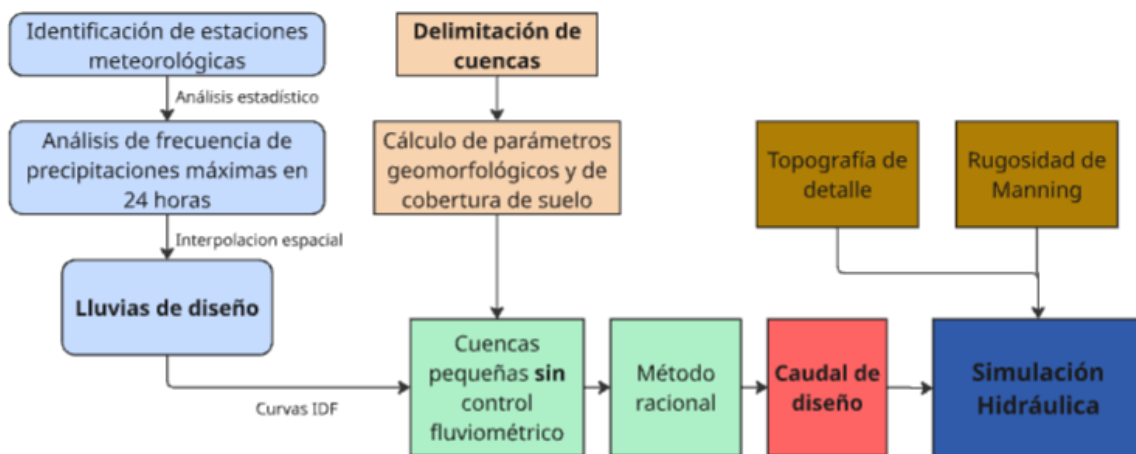 Identificación de estaciones
meteorológicas
Análisis estadístico
Análisis de frecuencia de
precipitaciones máximas en
24 horas
Interpolacion espacial
Lluvias de diseño
Curvas IDF
Delimitación de
cuencas
Cálculo de parámetros
geomorfológicos y de
cobertura de suelo
Cuencas
pequeñas sin
control
fluviométrico
Método
racional
Caudal de
diseño
Topografía de
detalle
Rugosidad de
Manning
Simulación
Hidráulica